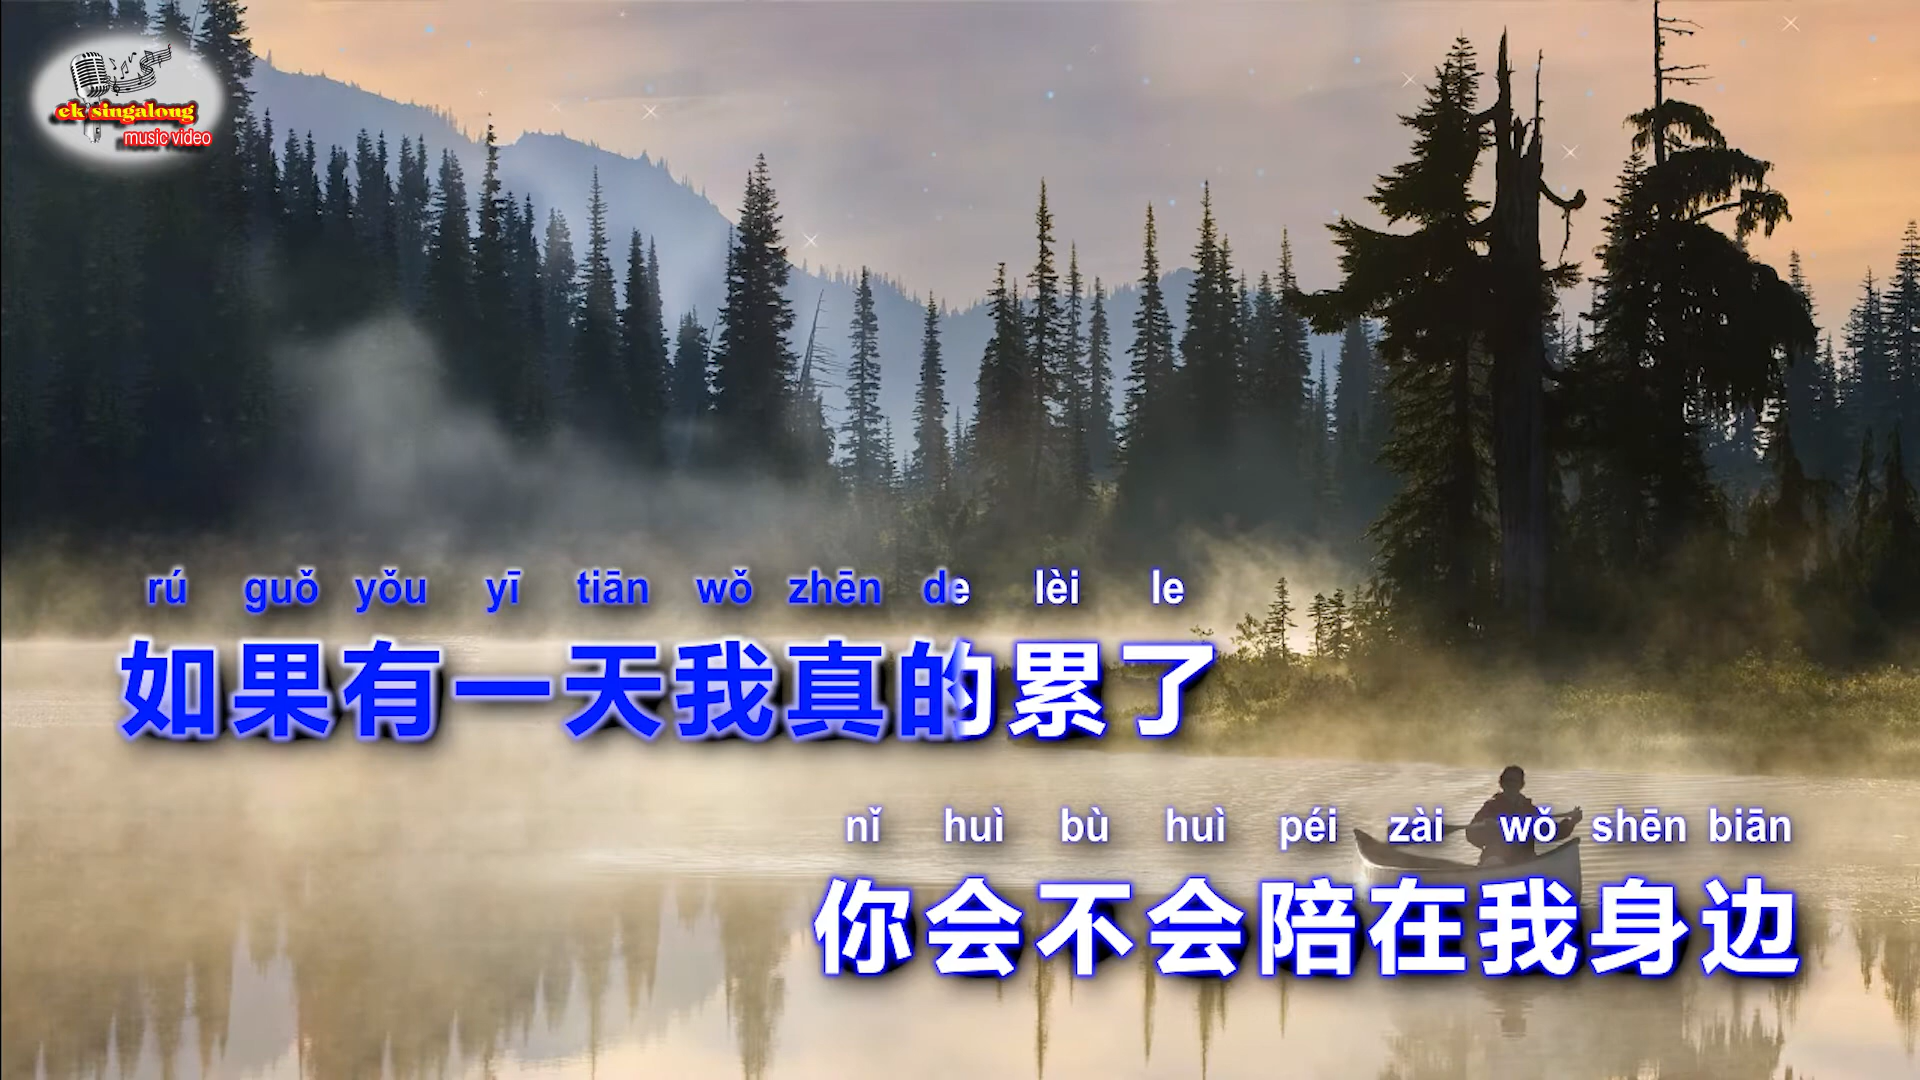 ek singalong
music video
rú guǒ yǒu yī tiān wǒ zhēn de lèi le
如果有一天我真的累了
nǐ huì bù huì péi zài wǒ shēn biān
你会不会陪在我身边